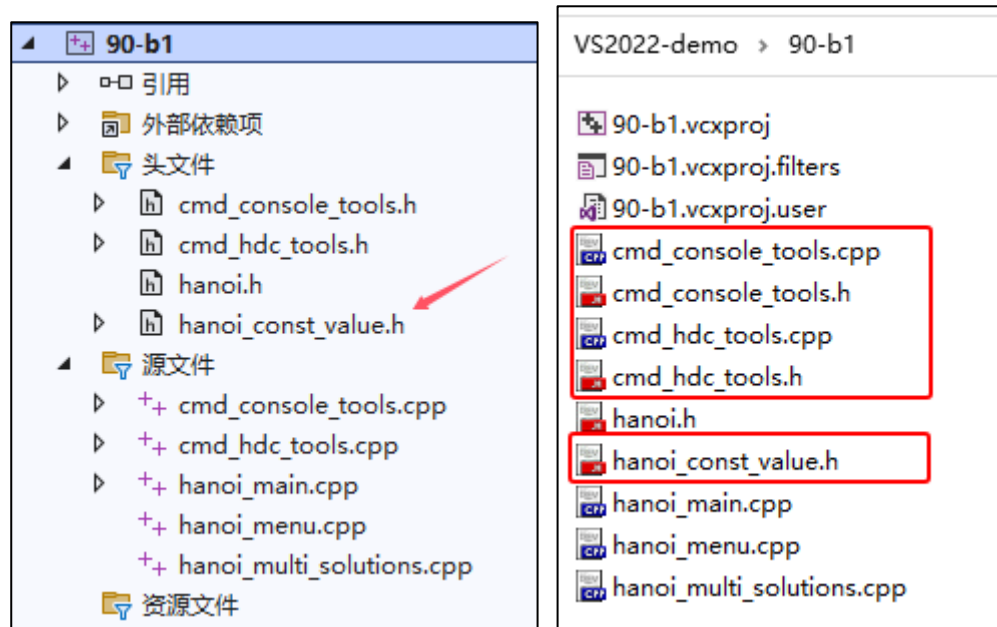 90-b1
引用
外部依赖项
头文件
cmd_console_tools.h
cmd_hdc_tools.h
hanoi.h
hanoi_const_value.h
源文件
cmd_console_tools.cpp
cmd_hdc_tools.cpp
hanoi_main.cpp
hanoi_menu.cpp
hanoi_multi_solutions.cpp
资源文件
VS2022-demo > 90-b1
90-b1.vcxproj
90-b1.vcxproj.filters
90-b1.vcxproj.user
cmd_console_tools.cpp
cmd_console_tools.h
cmd_hdc_tools.cpp
cmd_hdc_tools.h
hanoi.h
hanoi_const_value.h
hanoi_main.cpp
hanoi_menu.cpp
hanoi_multi_solutions.cpp